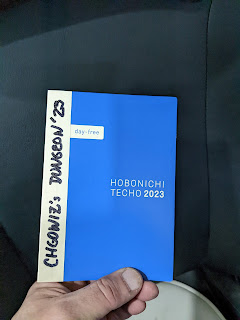 CHGOWIZ's DUNGEON '23
day-free
HOBONICHI
TECHO 2023